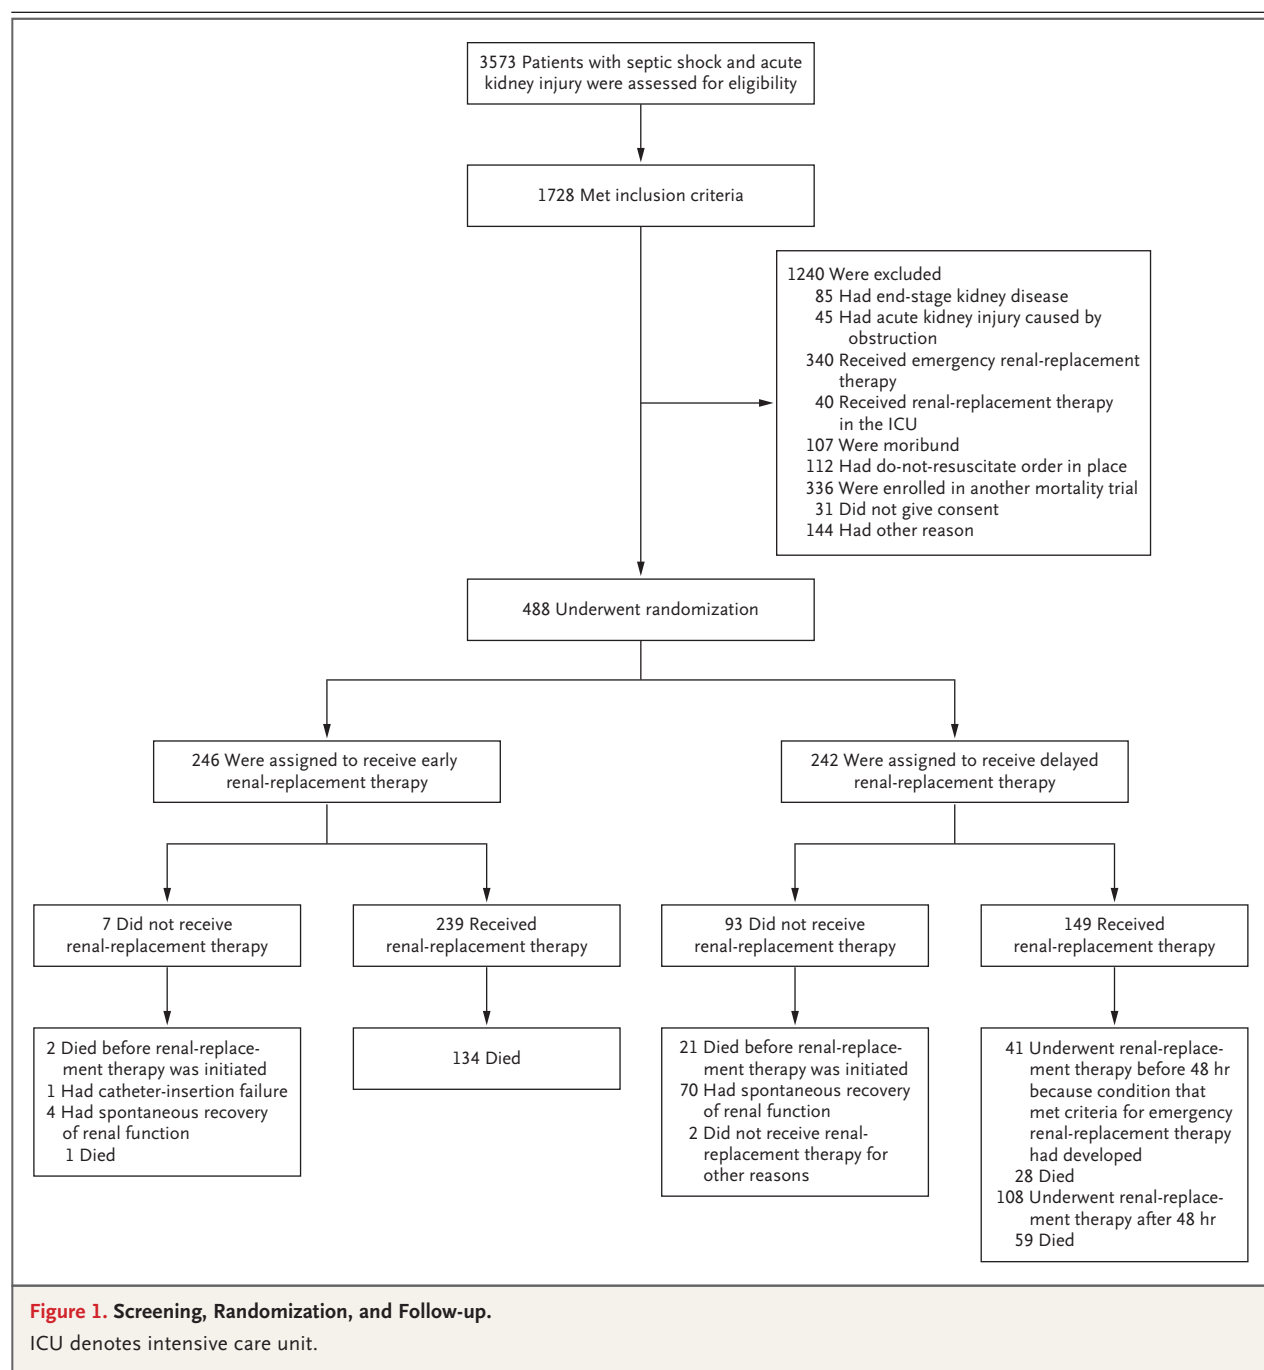 3573 Patients with septic shock and acute
kidney injury were assessed for eligibility
1728 Met inclusion criteria
1240 Were excluded
85 Had end-stage kidney disease
45 Had acute kidney injury caused by
obstruction
340 Received emergency renal-replacement
therapy
40 Received renal-replacement therapy
in the ICU
107 Were moribund
112 Had do-not-resuscitate order in place
336 Were enrolled in another mortality trial
31 Did not give consent
144 Had other reason
488 Underwent randomization
246 Were assigned to receive early
renal-replacement therapy
242 Were assigned to receive delayed
renal-replacement therapy
7 Did not receive
renal-replacement therapy
239 Received
renal-replacement therapy
93 Did not receive
renal-replacement therapy
149 Received
renal-replacement therapy
2 Died before renal-replace-
ment therapy was initiated
1 Had catheter-insertion failure
4 Had spontaneous recovery
of renal function
1 Died
134 Died
21 Died before renal-replace-
ment therapy was initiated
70 Had spontaneous recovery
of renal function
2 Did not receive renal-
replacement therapy for
other reasons
41 Underwent renal-replace-
ment therapy before 48 hr
because condition that
met criteria for emergency
renal-replacement therapy
had developed
28 Died
108 Underwent renal-replace-
ment therapy after 48 hr
59 Died
Figure 1. Screening, Randomization, and Follow-up.
ICU denotes intensive care unit.